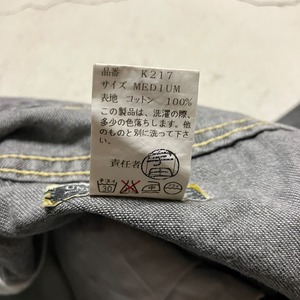 品番 K217
サイズ MEDIUM
表地 コットン 100%
この製品は、洗濯の際、
多少の色落ちします。他
のものと別に洗って下さ
い。
責任者
30